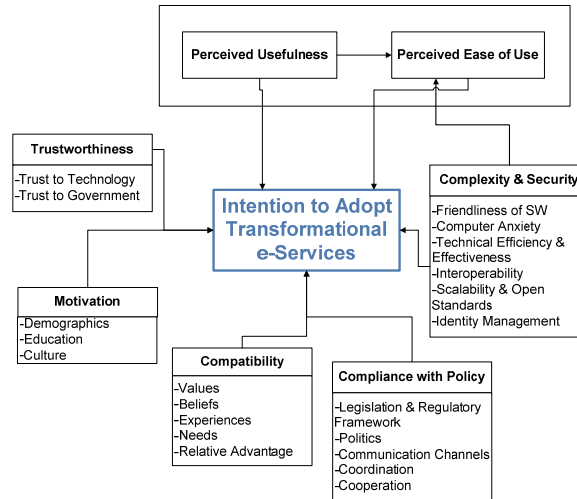 Perceived Usefulness
Perceived Ease of Use
Trustworthiness
-Trust to Technology
-Trust to Government
Intention to Adopt
Transformational
e-Services
Complexity & Security
-Friendliness of SW
-Computer Anxiety
-Technical Efficiency &
Effectiveness
-Interoperability
-Scalability & Open
Standards
-Identity Management
Motivation
-Demographics
-Education
-Culture
Compatibility
-Values
-Beliefs
-Experiences
-Needs
-Relative Advantage
Compliance with Policy
-Legislation & Regulatory
Framework
-Politics
-Communication Channels
-Coordination
-Cooperation